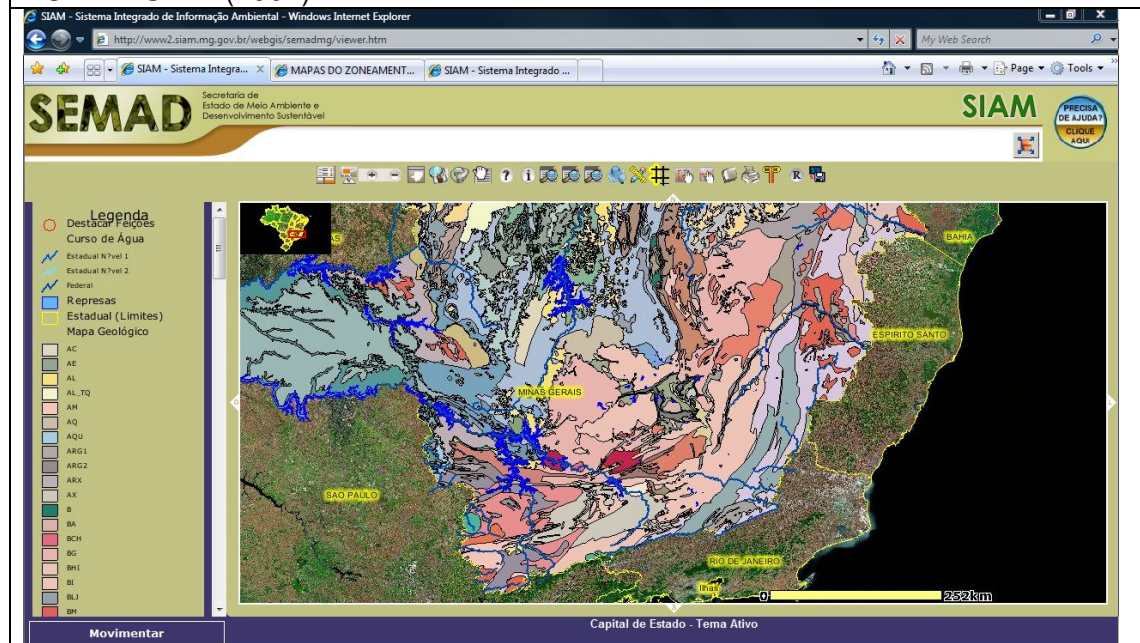 SIAM - Sistema Integrado de Informação Ambiental - Windows Internet Explorer
http://www2.siam.mg.gov.br/webgis/semadmg/viewer.htm
My Web Search
SIAM - Sistema Integra...
MAPAS DO ZONEAMENT...
SIAM - Sistema Integrado ...
Page
Tools
SEMAD
Secretaria de
Estado de Meio Ambiente e
Desenvolvimento Sustentável
SIAM
PRECISA
DE AJUDA?
CLIQUE
AQUI
Legenda
Destacar Feições
Curso de Água
Estadual N?vel 1
Estadual N?vel 2
Federal
Represas
Estadual (Limites)
Mapa Geológico
AC
AE
AL
AL_TQ
AM
AQ
AQU
ARG1
ARG2
ARX
AX
B
BA
BCH
BG
BHI
BI
BLJ
BM
BAHIA
ESPIRITO SANTO
MINAS GERAIS
SAO PAULO
RIO DE JANEIRO
Ilhas
0 252km
Movimentar
Capital de Estado - Tema Ativo